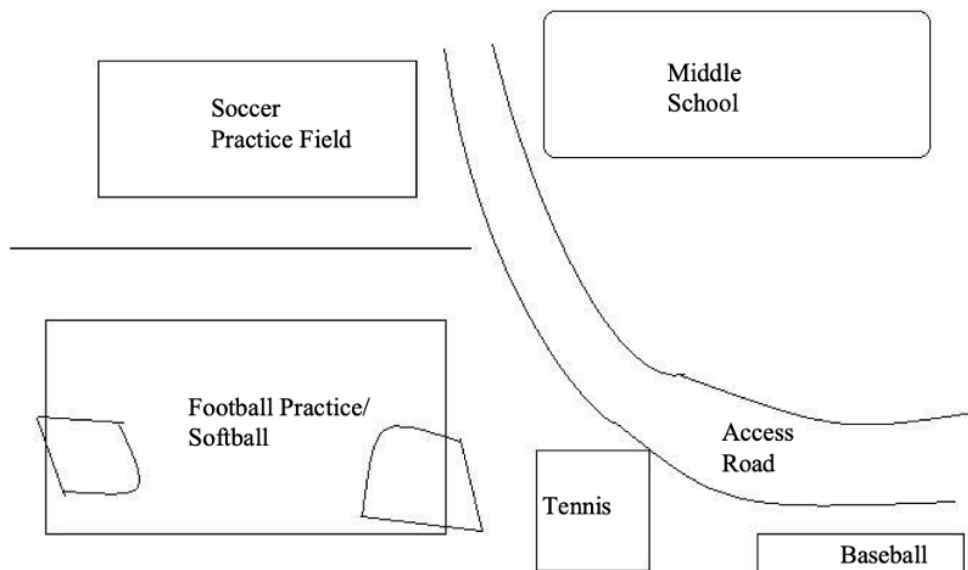 Middle
School
Soccer
Practice Field
Football Practice/
Softball
Access
Road
Tennis
Baseball